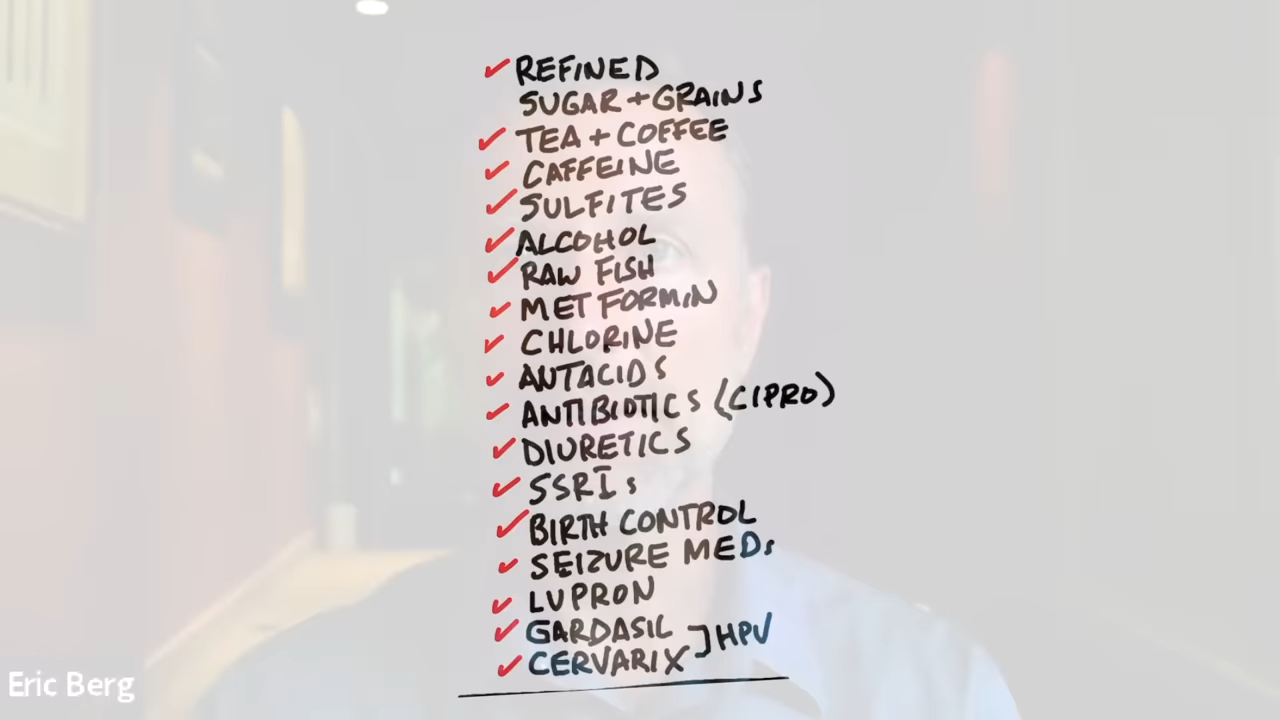 REFINED
SUGAR + GRAINS
TEA + COFFEE
CAFFEINE
SULFITES
ALCOHOL
RAW FISH
METFORMIN
CHLORINE
ANTACIDS
ANTIBIOTICS (CIPRO)
DIURETICS
SSRIs
BIRTH CONTROL
SEIZURE MEDs
LUPRON
GARDASIL ] HPV
CERVARIX
Eric Berg